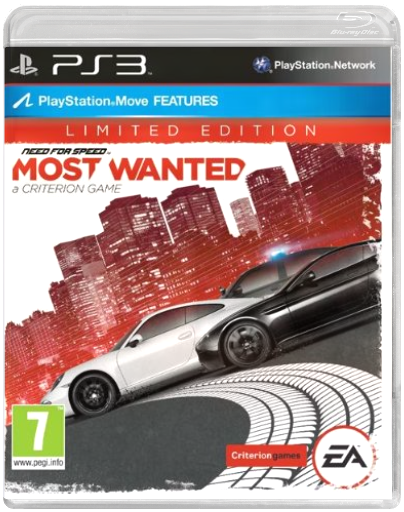 Blu-ray Disc
PS3
PlayStation®Network
PlayStation®Move FEATURES
LIMITED EDITION
NEED FOR SPEED™
MOST WANTED
a CRITERION GAME
7
www.pegi.info
Criteriongames
EA